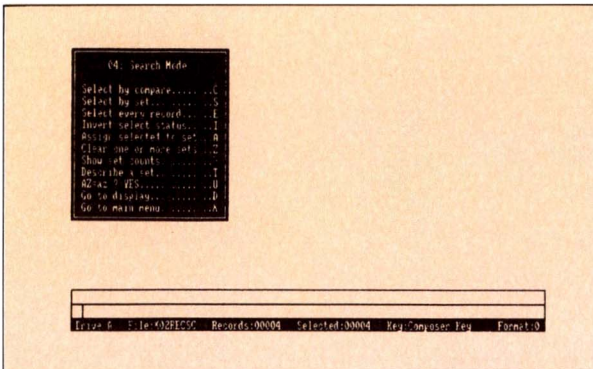 04: Search Mode
Select by compare.......C
Select by set...........S
Select every record.....E
Invert select status....I
Assign selected to set..A
Clear one or more sets..Z
Show set counts
Describe a set..........T
AZ=az ? YES.............U
Go to display...........D
Go to main menu.........X
Drive A File: Records:00004 Selected:00004 Key:Composer Key Format:0